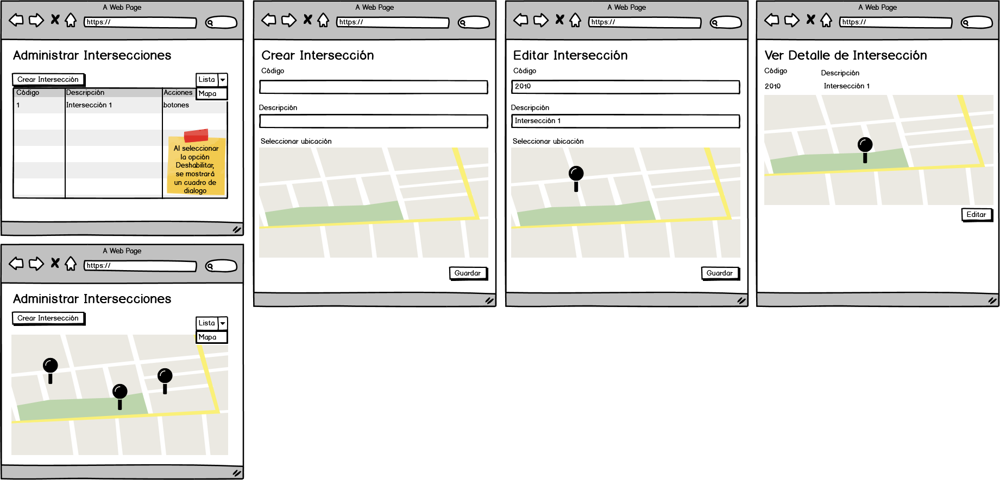 A Web Page
https://
Administrar Intersecciones
Crear Intersección
Lista
Mapa
Código Descripción Acciones
1 Intersección 1 botones
Al seleccionar
la opción
Deshabilitar,
se mostrará
un cuadro de
dialogo
A Web Page
https://
Crear Intersección
Código
Descripción
Seleccionar ubicación
Guardar
A Web Page
https://
Editar Intersección
Código
2010
Descripción
Intersección 1
Seleccionar ubicación
Guardar
A Web Page
https://
Ver Detalle de Intersección
Código Descripción
2010 Intersección 1
Editar
A Web Page
https://
Administrar Intersecciones
Crear Intersección
Lista
Mapa